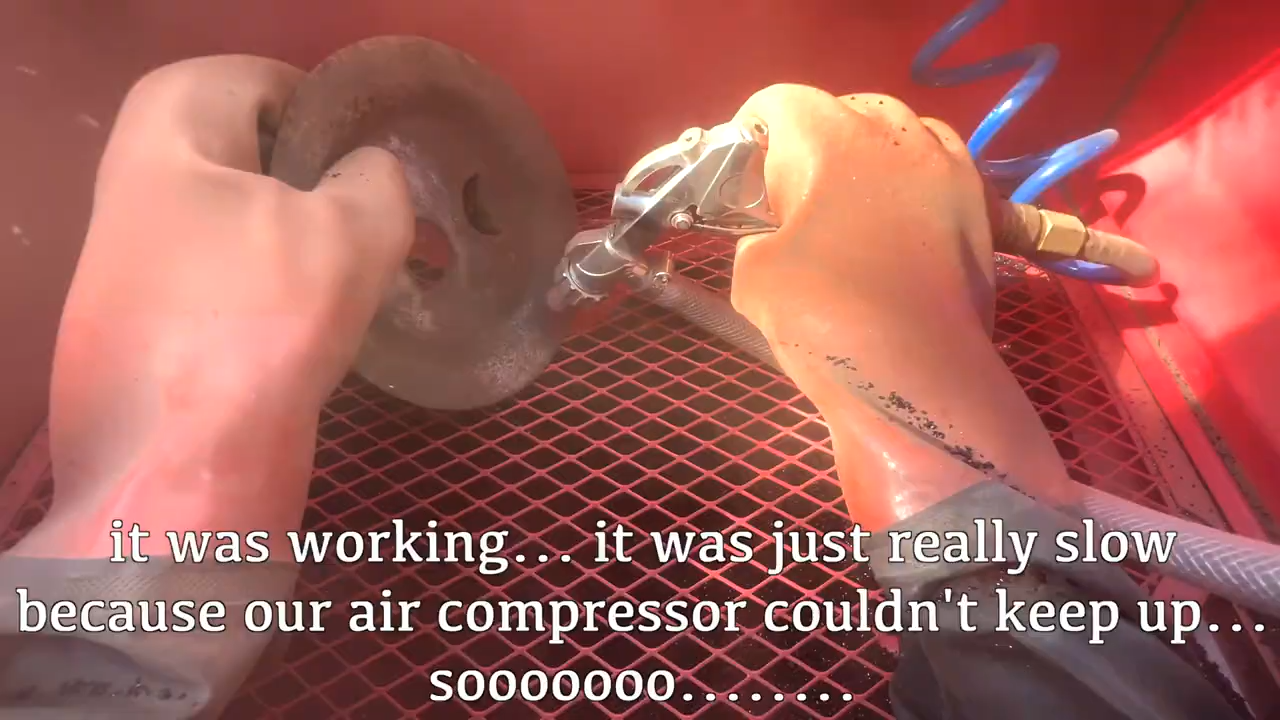 it was working... it was just really slow
because our air compressor couldn't keep up...
sooooooo........